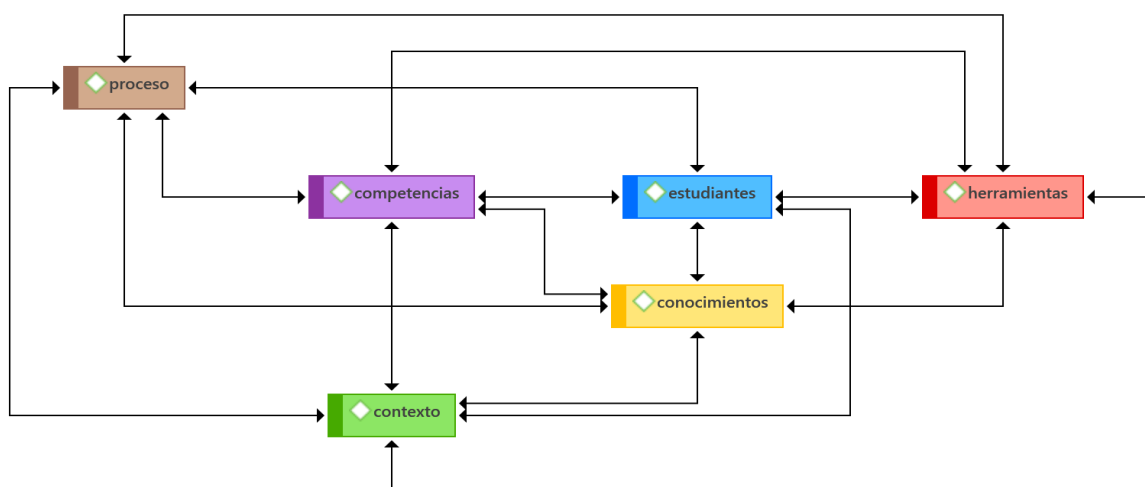 proceso
competencias
estudiantes
herramientas
conocimientos
contexto